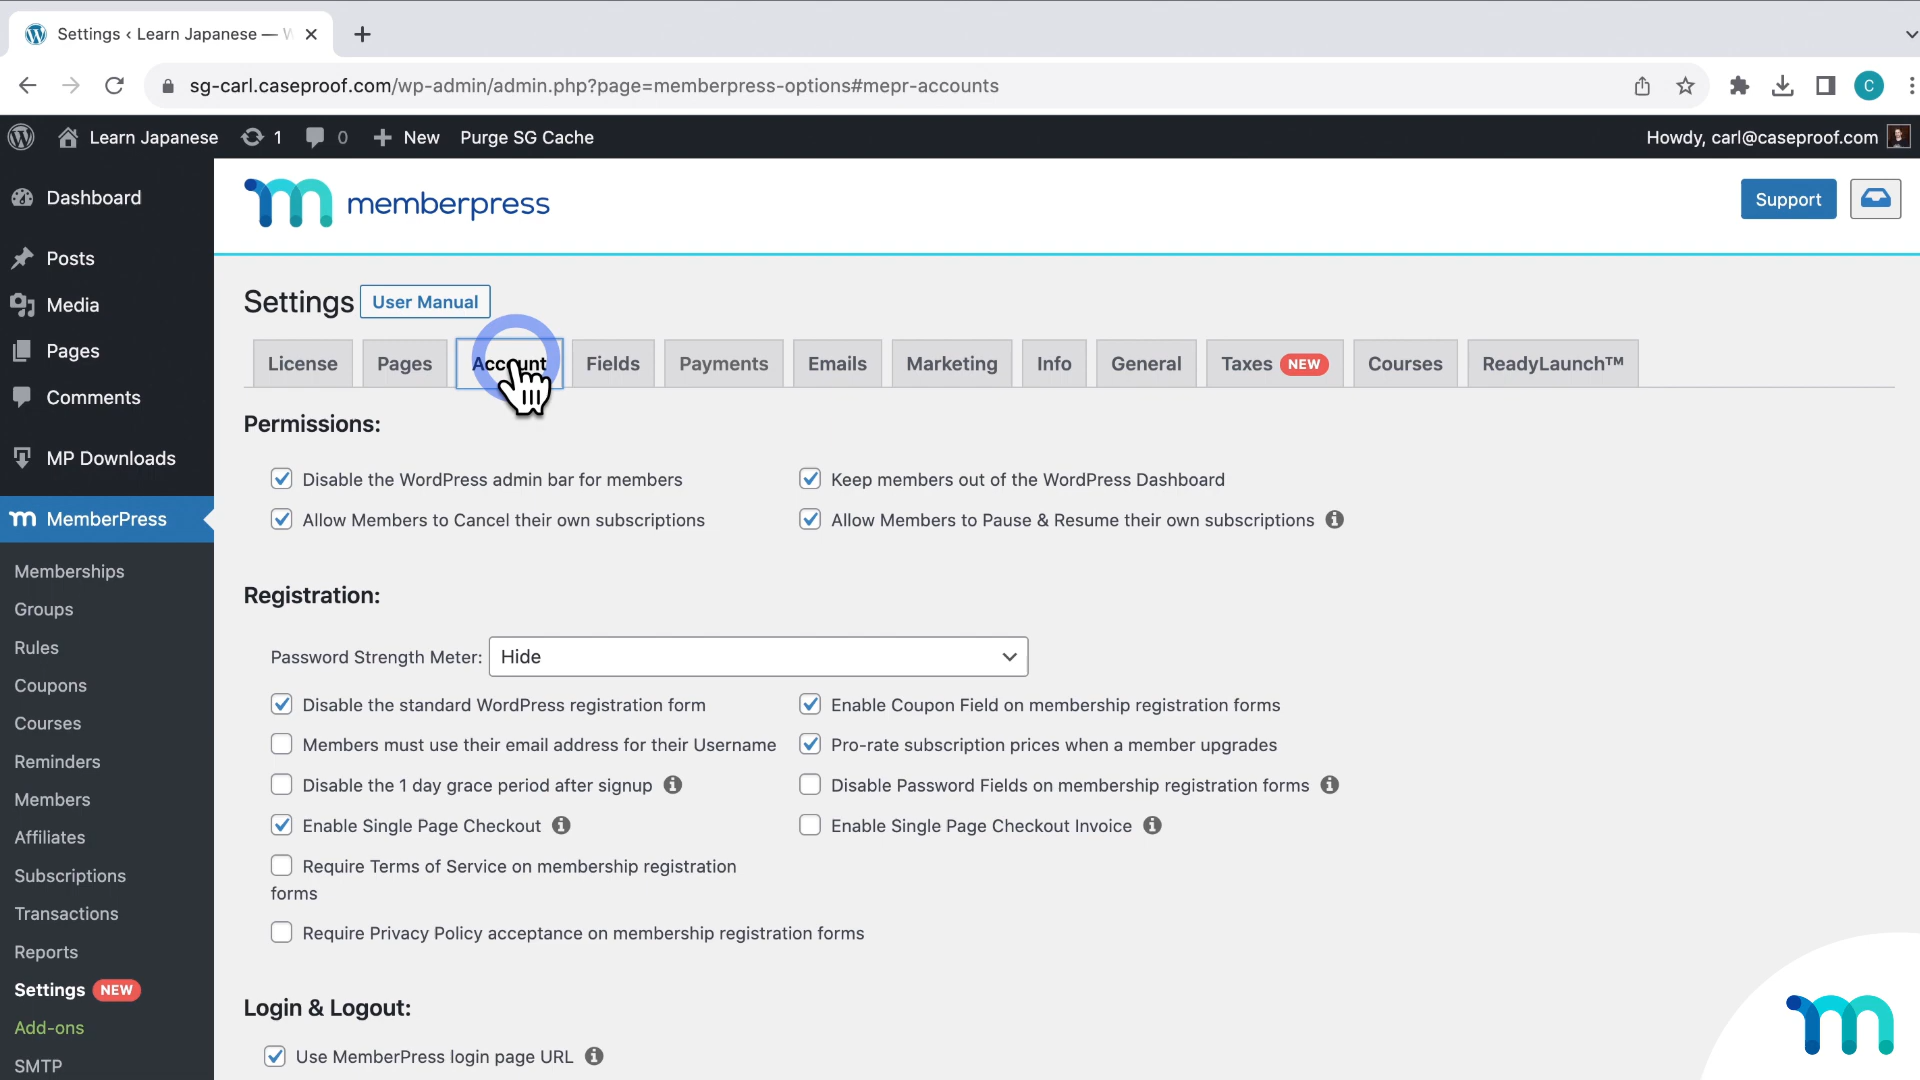 Settings ‹ Learn Japanese — W
sg-carl.caseproof.com/wp-admin/admin.php?page=memberpress-options#mepr-accounts
C
Learn Japanese 1 0 New Purge SG Cache
Howdy, carl@caseproof.com
Dashboard
Posts
Media
Pages
Comments
MP Downloads
MemberPress
Memberships
Groups
Rules
Coupons
Courses
Reminders
Members
Affiliates
Subscriptions
Transactions
Reports
Settings NEW
Add-ons
SMTP
memberpress
Support
Settings User Manual
License Pages Account Fields Payments Emails Marketing Info General Taxes NEW Courses ReadyLaunch™
Permissions:
Disable the WordPress admin bar for members
Keep members out of the WordPress Dashboard
Allow Members to Cancel their own subscriptions
Allow Members to Pause & Resume their own subscriptions
Registration:
Password Strength Meter: Hide
Disable the standard WordPress registration form
Enable Coupon Field on membership registration forms
Members must use their email address for their Username
Pro-rate subscription prices when a member upgrades
Disable the 1 day grace period after signup
Disable Password Fields on membership registration forms
Enable Single Page Checkout
Enable Single Page Checkout Invoice
Require Terms of Service on membership registration
forms
Require Privacy Policy acceptance on membership registration forms
Login & Logout:
Use MemberPress login page URL